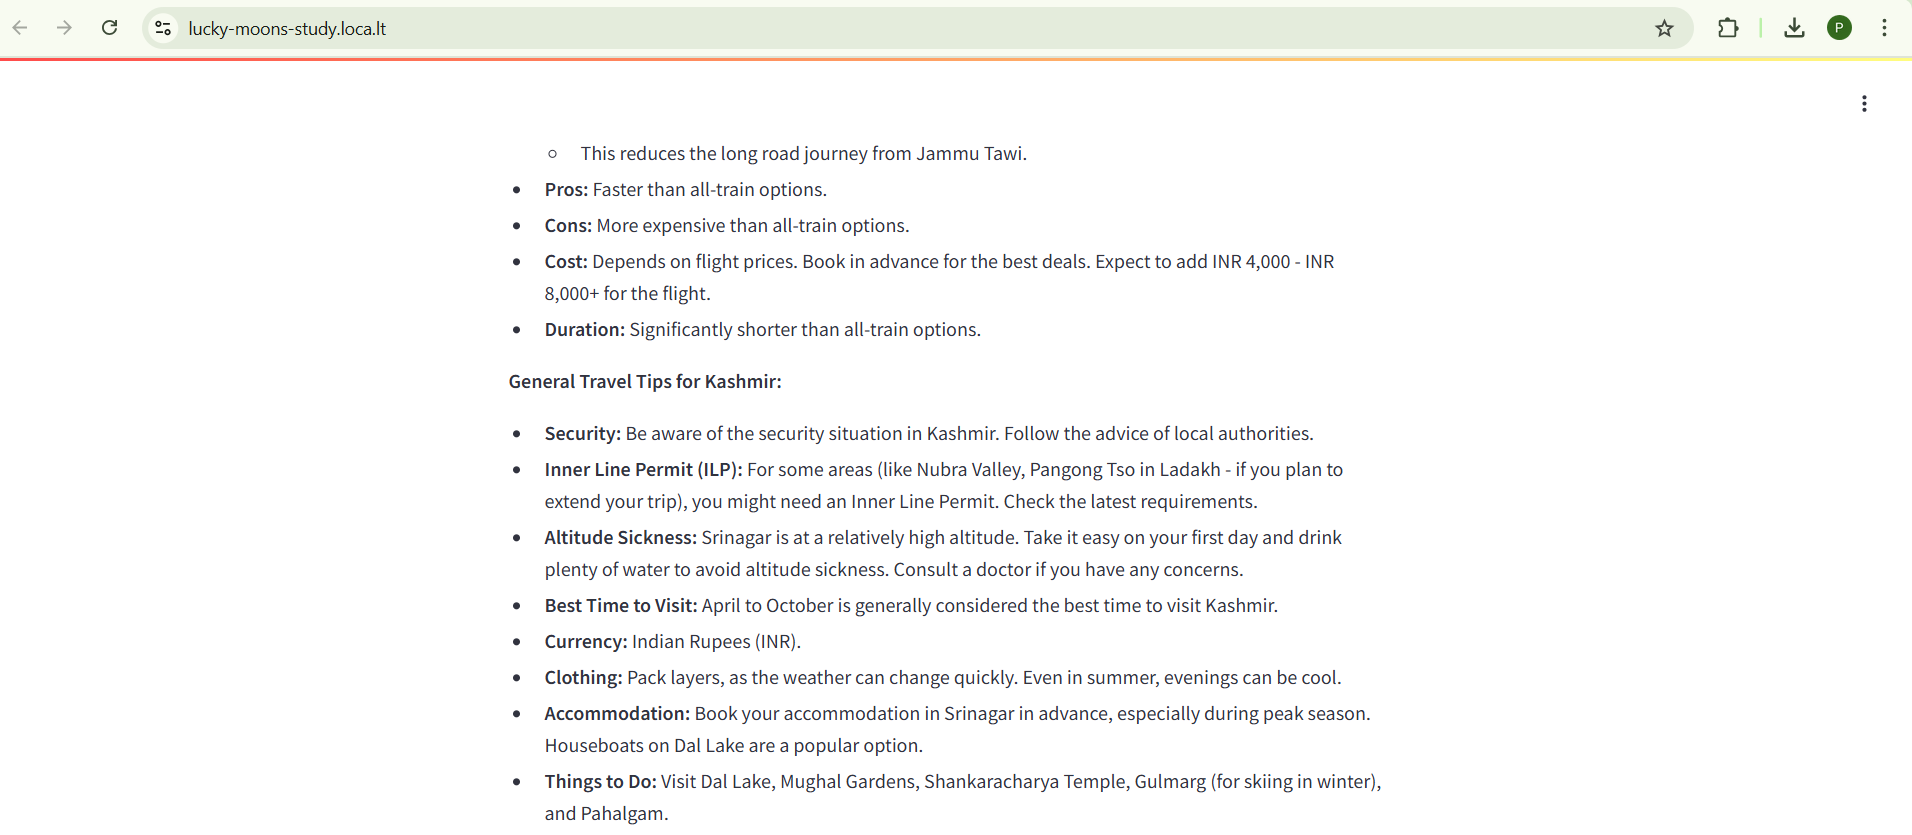 lucky-moons-study.loca.lt
P
This reduces the long road journey from Jammu Tawi.
Pros: Faster than all-train options.
Cons: More expensive than all-train options.
Cost: Depends on flight prices. Book in advance for the best deals. Expect to add INR 4,000 - INR
8,000+ for the flight.
Duration: Significantly shorter than all-train options.
General Travel Tips for Kashmir:
Security: Be aware of the security situation in Kashmir. Follow the advice of local authorities.
Inner Line Permit (ILP): For some areas (like Nubra Valley, Pangong Tso in Ladakh - if you plan to
extend your trip), you might need an Inner Line Permit. Check the latest requirements.
Altitude Sickness: Srinagar is at a relatively high altitude. Take it easy on your first day and drink
plenty of water to avoid altitude sickness. Consult a doctor if you have any concerns.
Best Time to Visit: April to October is generally considered the best time to visit Kashmir.
Currency: Indian Rupees (INR).
Clothing: Pack layers, as the weather can change quickly. Even in summer, evenings can be cool.
Accommodation: Book your accommodation in Srinagar in advance, especially during peak season.
Houseboats on Dal Lake are a popular option.
Things to Do: Visit Dal Lake, Mughal Gardens, Shankaracharya Temple, Gulmarg (for skiing in winter),
and Pahalgam.